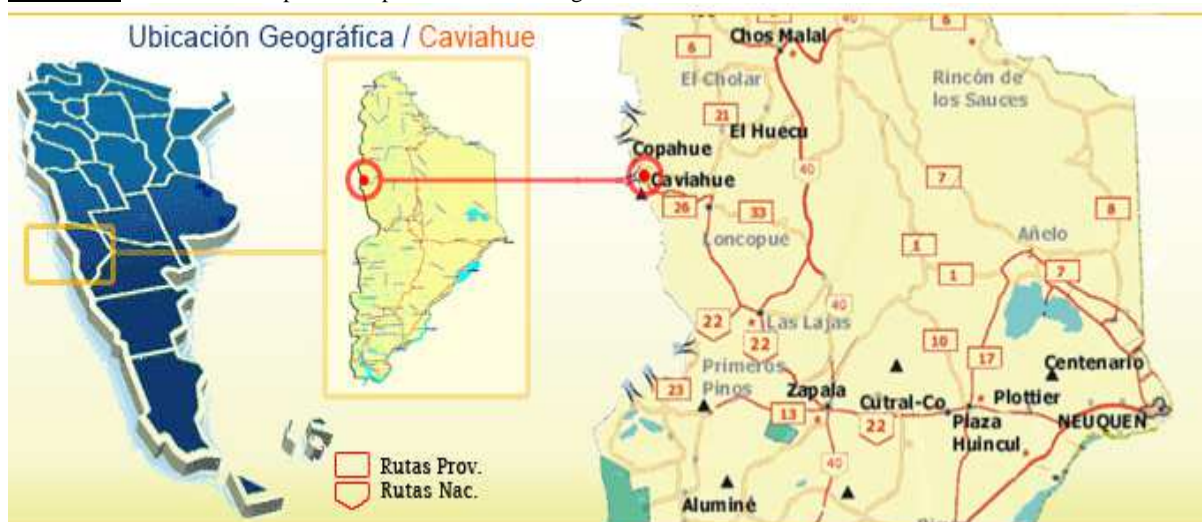 Ubicación Geográfica / Caviahue
Rutas Prov.
Rutas Nac.
40
6
Chos Malal
6
El Cholar
Rincón de
los Sauces
21
El Huecu
Copahue
40
7
Caviahue
26
33
8
Loncopué
1
Añelo
1
7
40
22
Las Lajas
22
10
17
Primeros
Pinos
Centenario
23
Zapala
Cutral-Co
Plottier
13
22
Plaza
Huincul
NEUQUEN
40
Aluminé